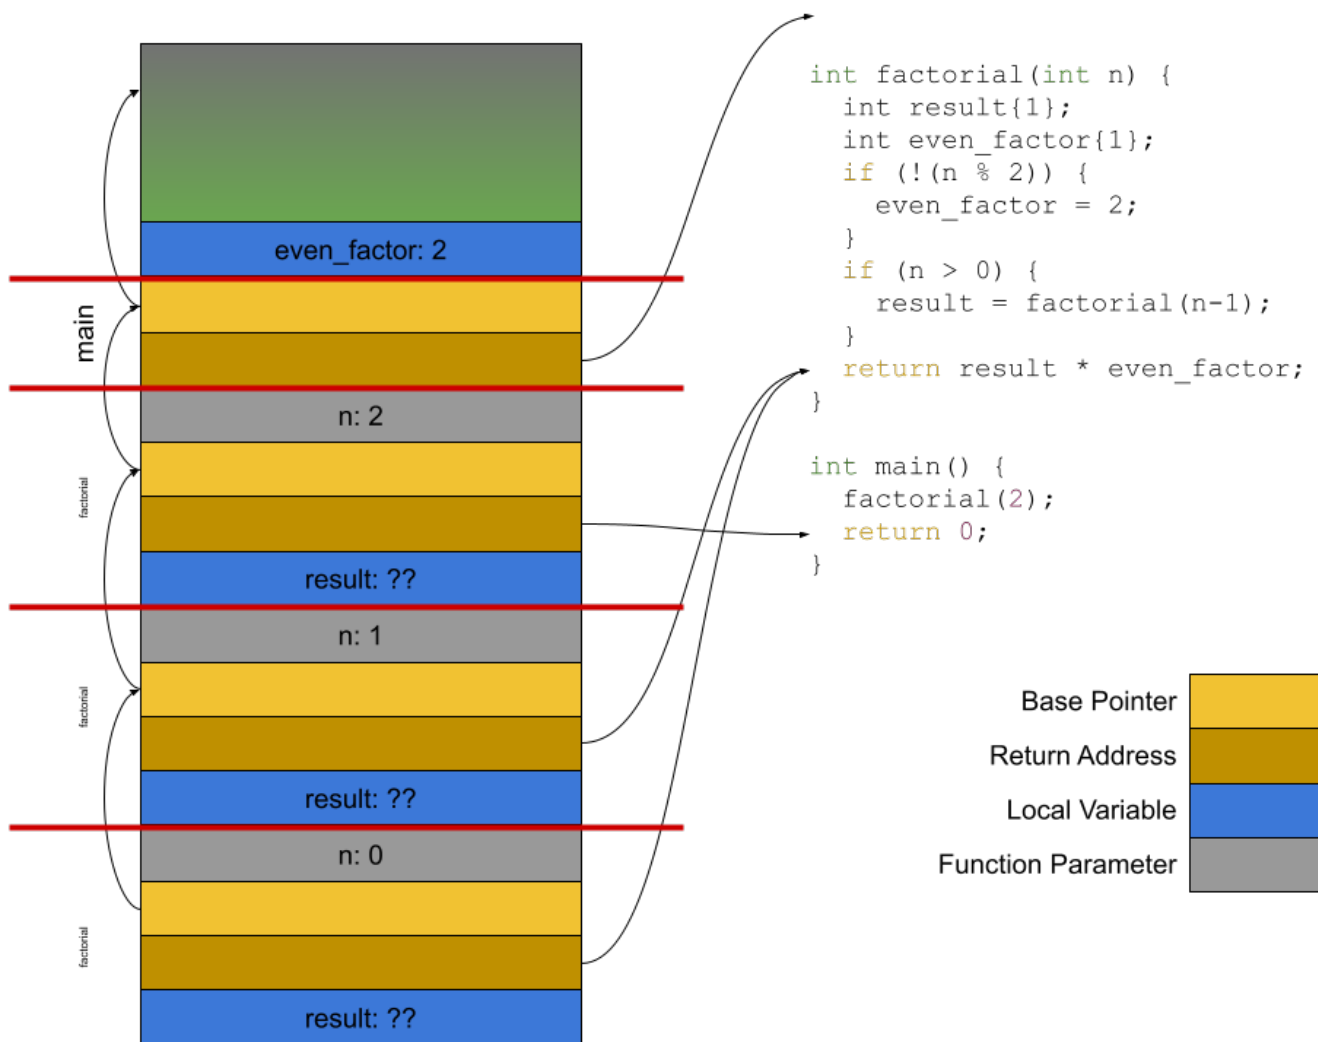 even_factor: 2
main
n: 2
factorial
result: ??
n: 1
factorial
result: ??
n: 0
factorial
result: ??
int factorial(int n) {
  int result{1};
  int even_factor{1};
  if (!(n % 2)) {
    even_factor = 2;
  }
  if (n > 0) {
    result = factorial(n-1);
  }
  return result * even_factor;
}
int main() {
  factorial(2);
  return 0;
}
Base Pointer
Return Address
Local Variable
Function Parameter